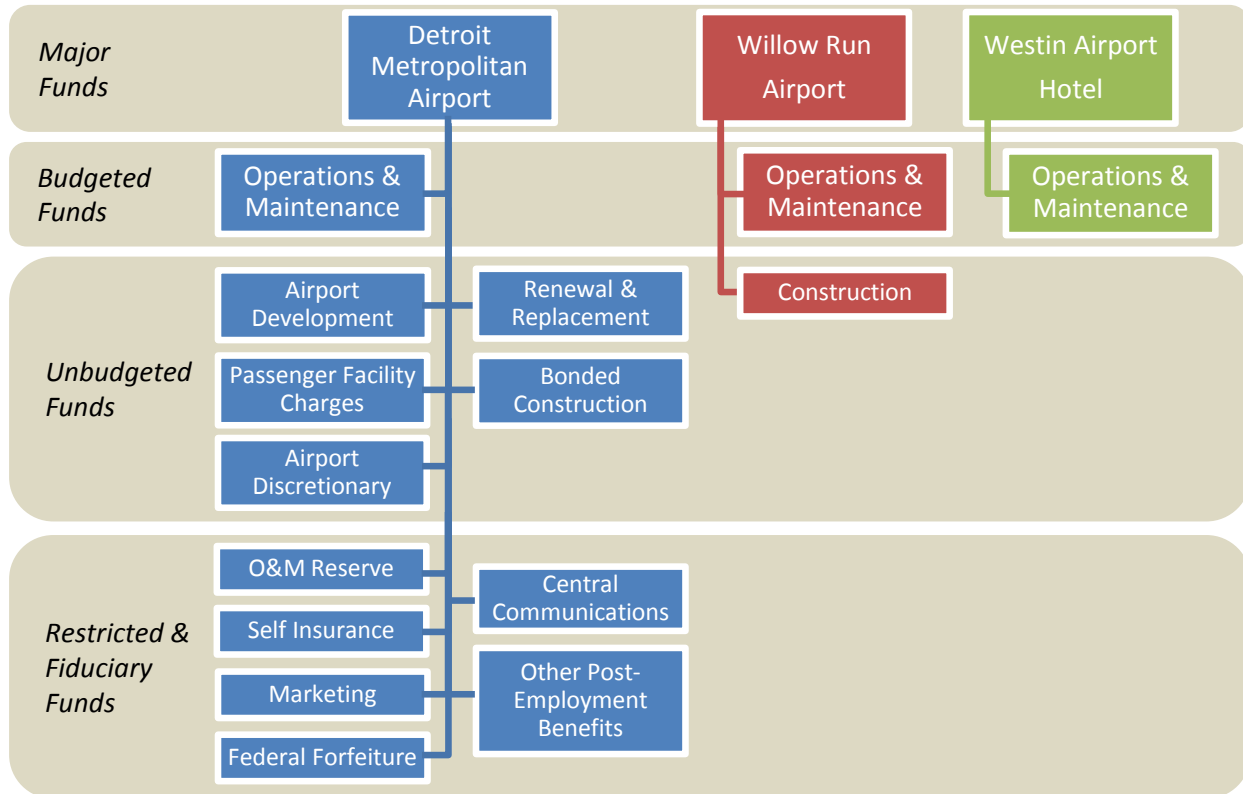 Major
Funds
Detroit
Metropolitan
Airport
Willow Run
Airport
Westin Airport
Hotel
Budgeted
Funds
Operations &
Maintenance
Operations &
Maintenance
Operations &
Maintenance
Unbudgeted
Funds
Airport
Development
Renewal &
Replacement
Construction
Passenger Facility
Charges
Bonded
Construction
Airport
Discretionary
Restricted &
Fiduciary
Funds
O&M Reserve
Central
Communications
Self Insurance
Marketing
Other Post-
Employment
Benefits
Federal Forfeiture